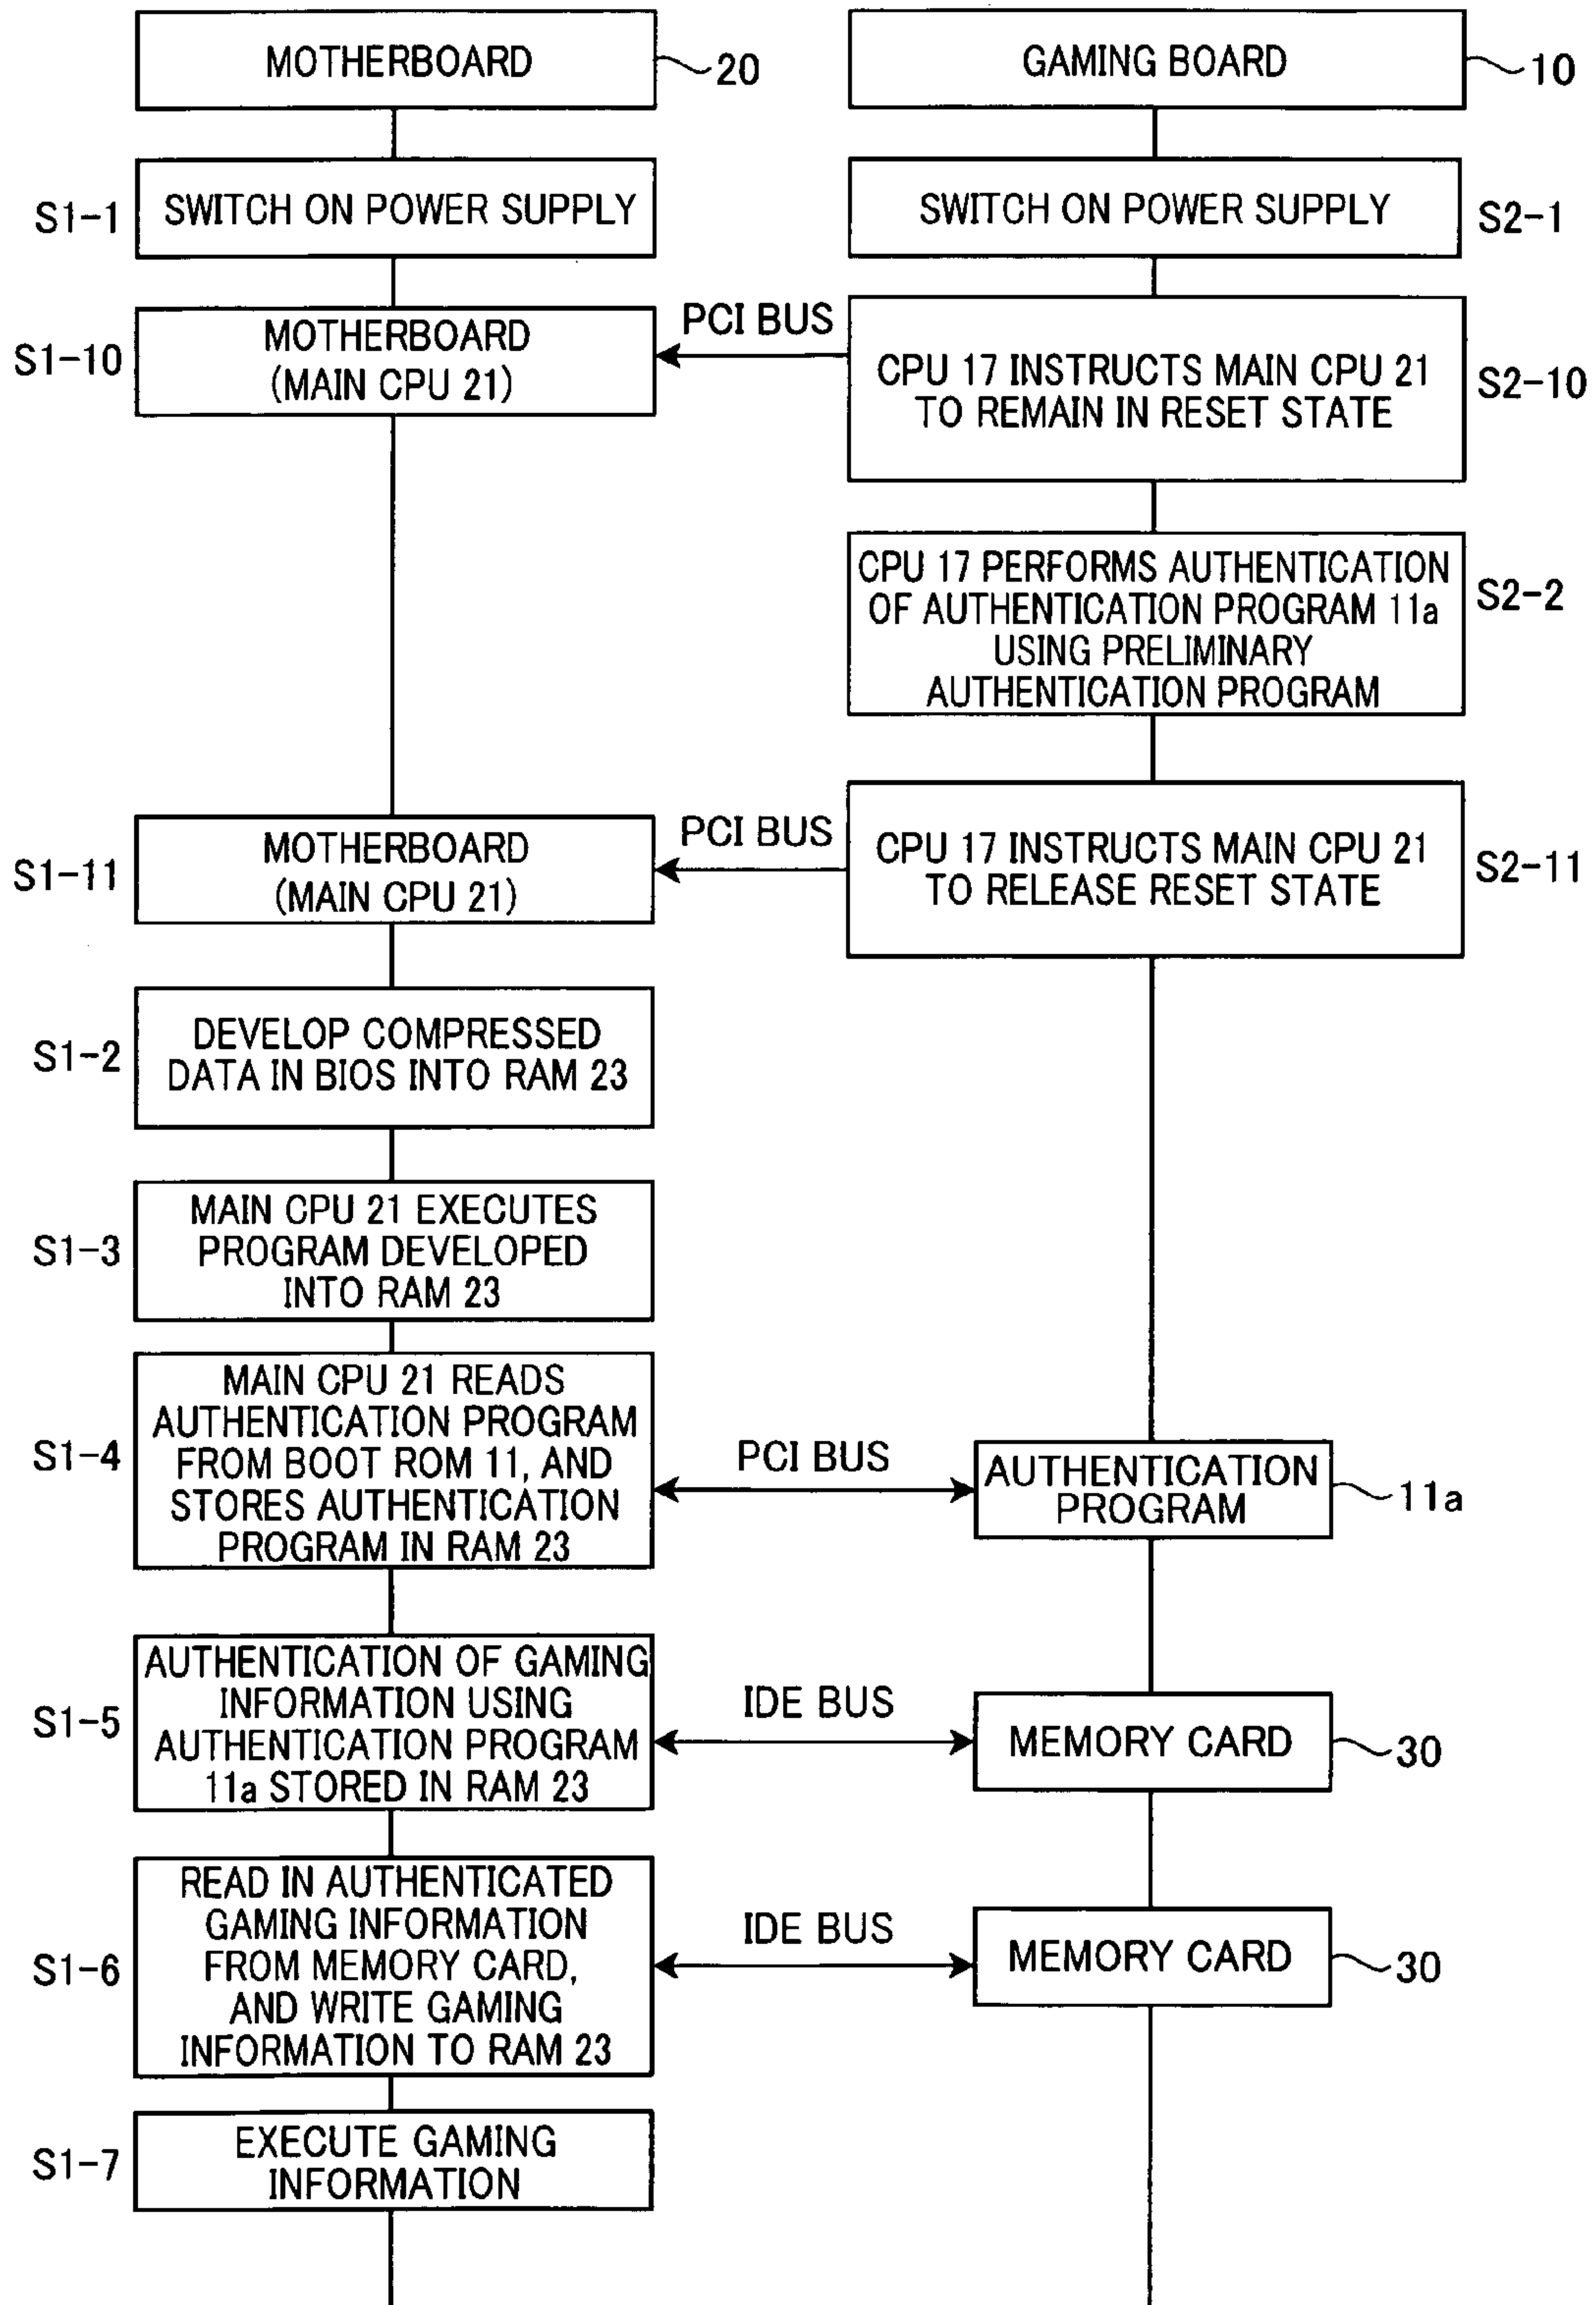 MOTHERBOARD
20
GAMING BOARD
10
S1-1
SWITCH ON POWER SUPPLY
SWITCH ON POWER SUPPLY
S2-1
S1-10
MOTHERBOARD
(MAIN CPU 21)
PCI BUS
CPU 17 INSTRUCTS MAIN CPU 21
TO REMAIN IN RESET STATE
S2-10
CPU 17 PERFORMS AUTHENTICATION
OF AUTHENTICATION PROGRAM 11a
USING PRELIMINARY
AUTHENTICATION PROGRAM
S2-2
S1-11
MOTHERBOARD
(MAIN CPU 21)
PCI BUS
CPU 17 INSTRUCTS MAIN CPU 21
TO RELEASE RESET STATE
S2-11
S1-2
DEVELOP COMPRESSED
DATA IN BIOS INTO RAM 23
S1-3
MAIN CPU 21 EXECUTES
PROGRAM DEVELOPED
INTO RAM 23
S1-4
MAIN CPU 21 READS
AUTHENTICATION PROGRAM
FROM BOOT ROM 11, AND
STORES AUTHENTICATION
PROGRAM IN RAM 23
PCI BUS
AUTHENTICATION
PROGRAM
11a
S1-5
AUTHENTICATION OF GAMING
INFORMATION USING
AUTHENTICATION PROGRAM
11a STORED IN RAM 23
IDE BUS
MEMORY CARD
30
S1-6
READ IN AUTHENTICATED
GAMING INFORMATION
FROM MEMORY CARD,
AND WRITE GAMING
INFORMATION TO RAM 23
IDE BUS
MEMORY CARD
30
S1-7
EXECUTE GAMING
INFORMATION